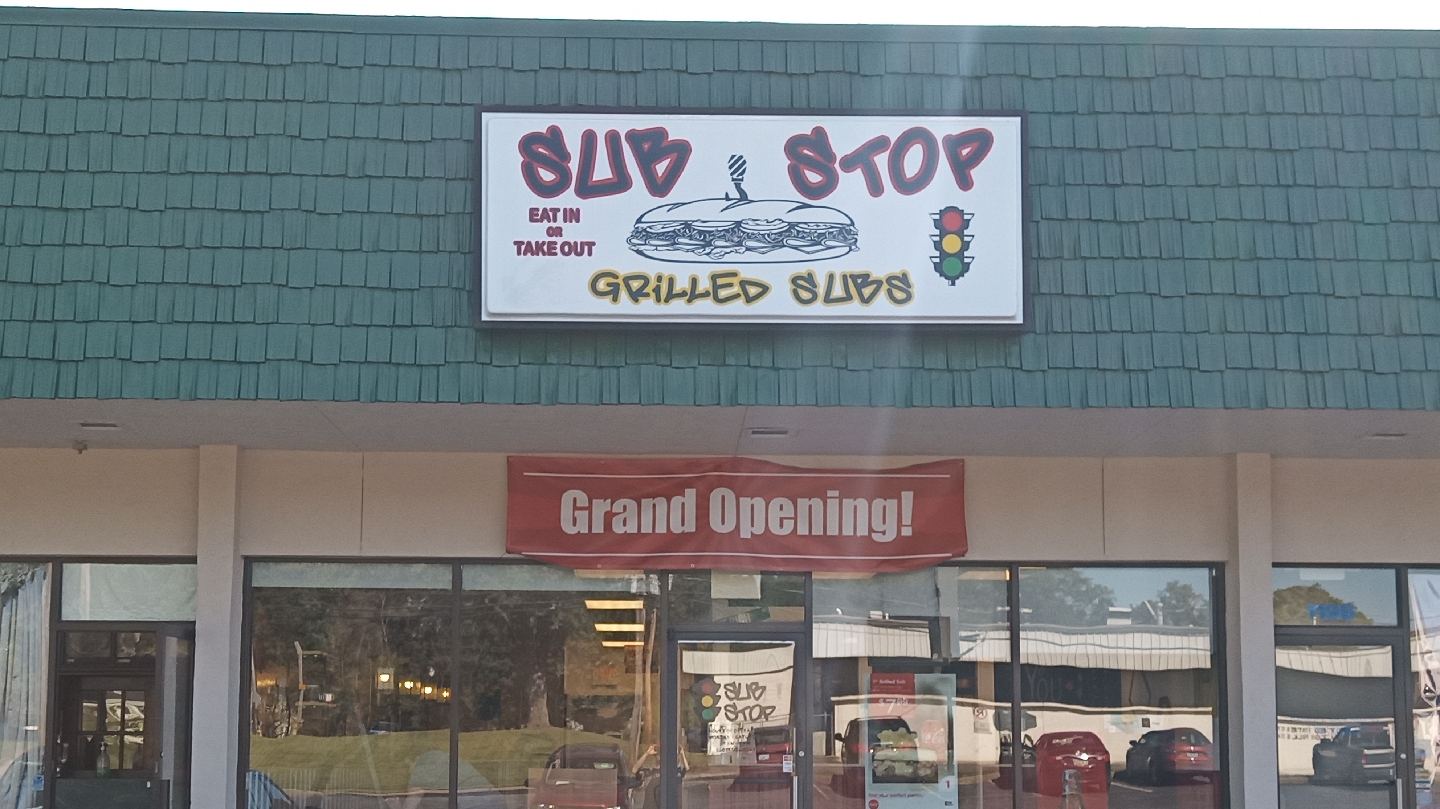 SUB STOP
EAT IN
OR
TAKE OUT
GRILLED SUBS
Grand Opening!
SUB
STOP